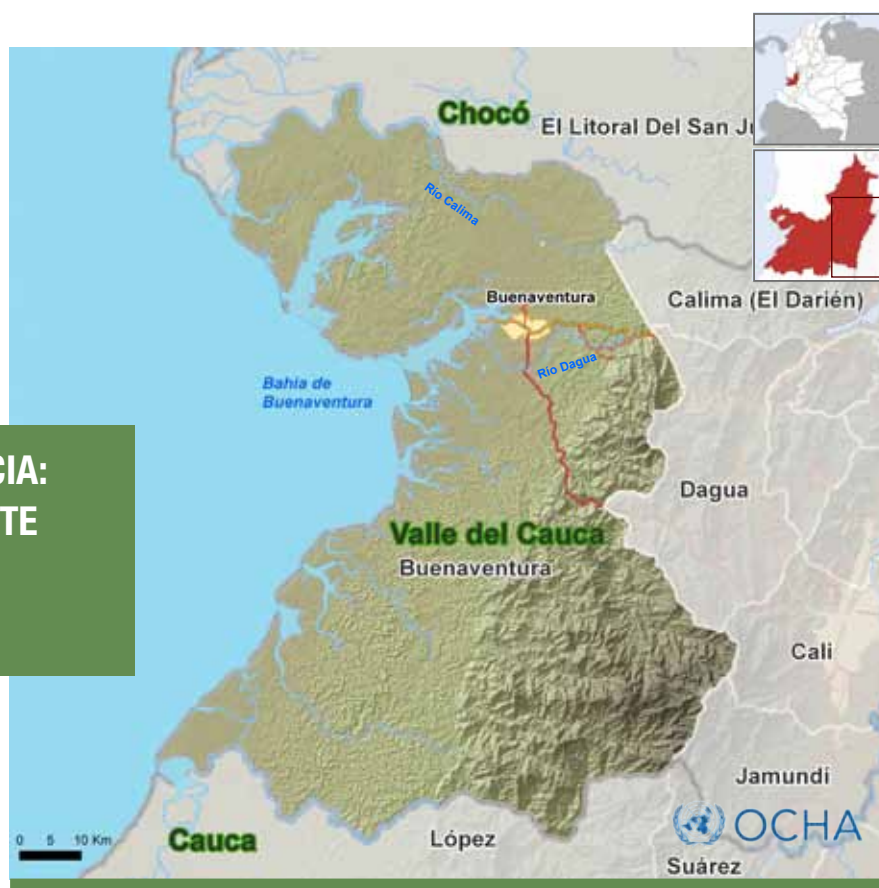 Chocó
El Litoral Del San Ju
Río Calima
Buenaventura
Calima (El Darién)
Río Dagua
Bahía de
Buenaventura
CIA:
TE
Dagua
Valle del Cauca
Buenaventura
Cali
Jamundí
OCHA
0 5 10 Km
Cauca
López
Suárez